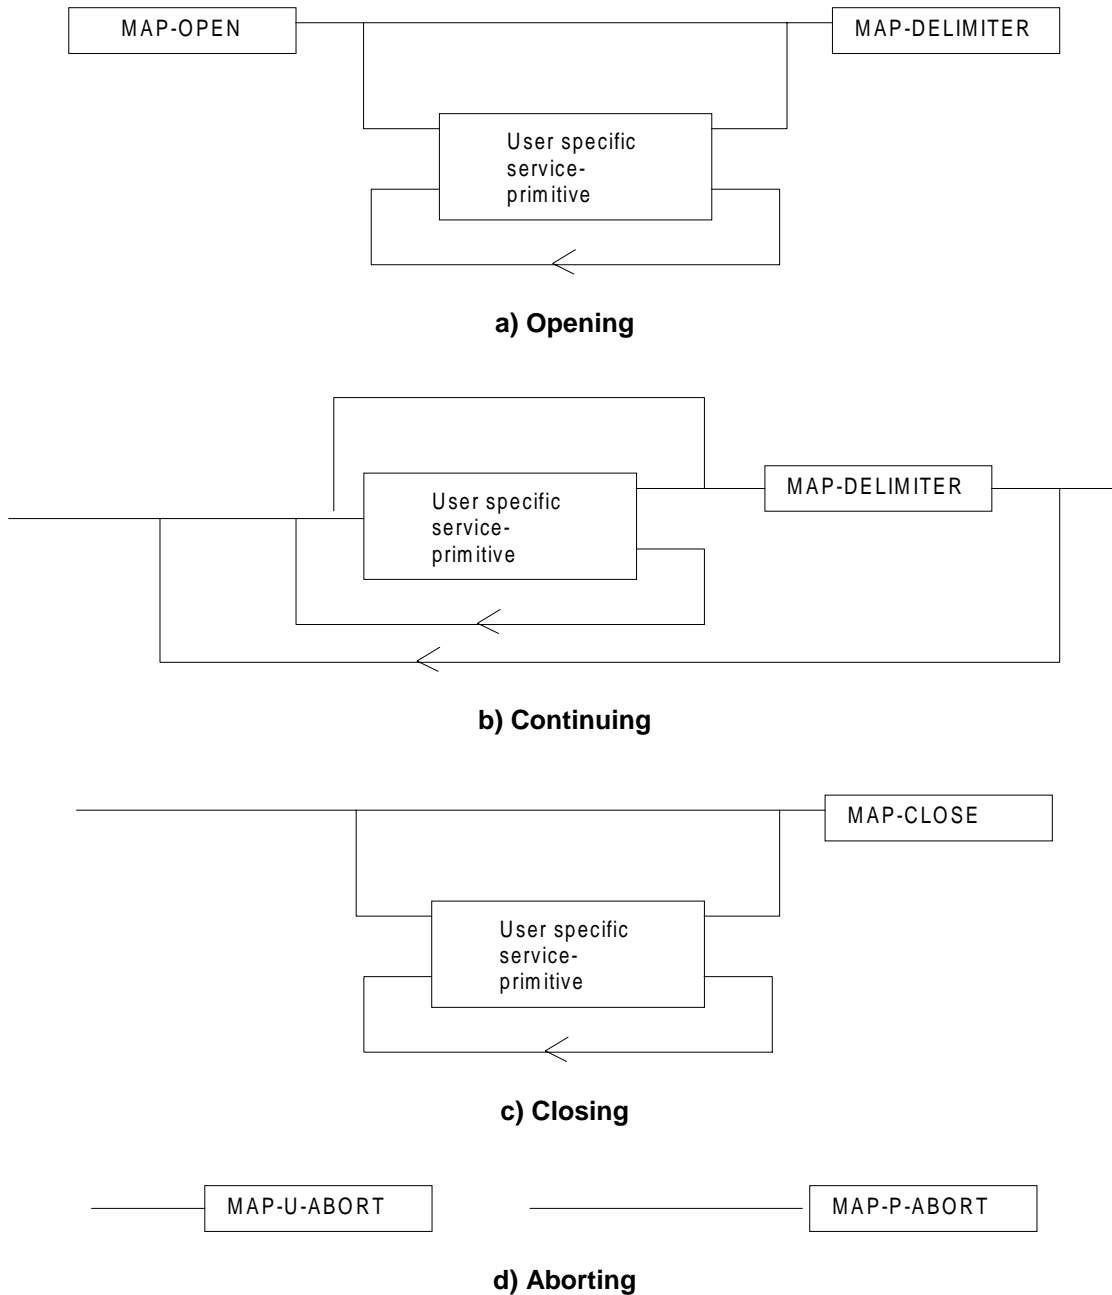 MAP-OPEN
MAP-DELIMITER
User specific
service-
primitive
a) Opening
User specific
service-
primitive
MAP-DELIMITER
b) Continuing
MAP-CLOSE
User specific
service-
primitive
c) Closing
MAP-U-ABORT
MAP-P-ABORT
d) Aborting